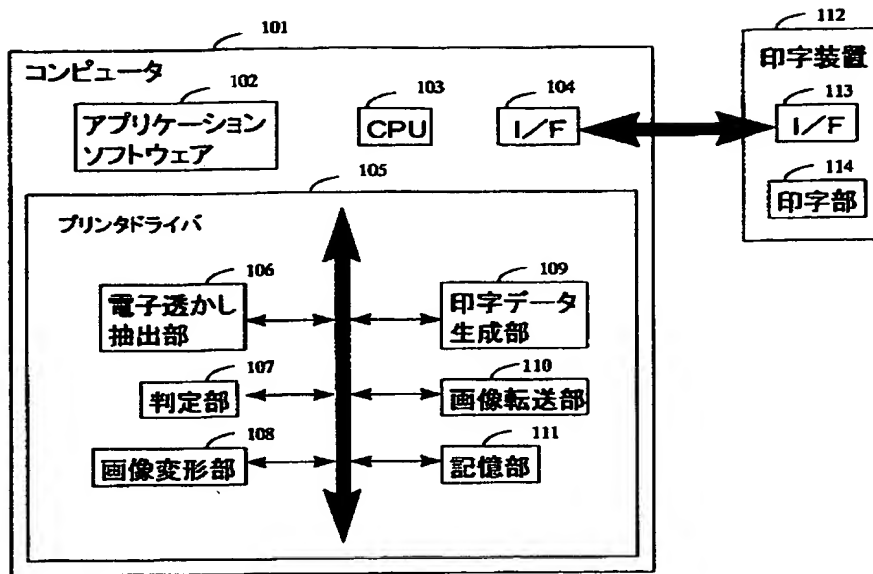 101
コンピュータ
102
アプリケーション
ソフトウェア
103
CPU
104
I/F
112
印字装置
113
I/F
114
印字部
105
プリンタドライバ
106
電子透かし
抽出部
107
判定部
108
画像変形部
109
印字データ
生成部
110
画像転送部
111
記憶部